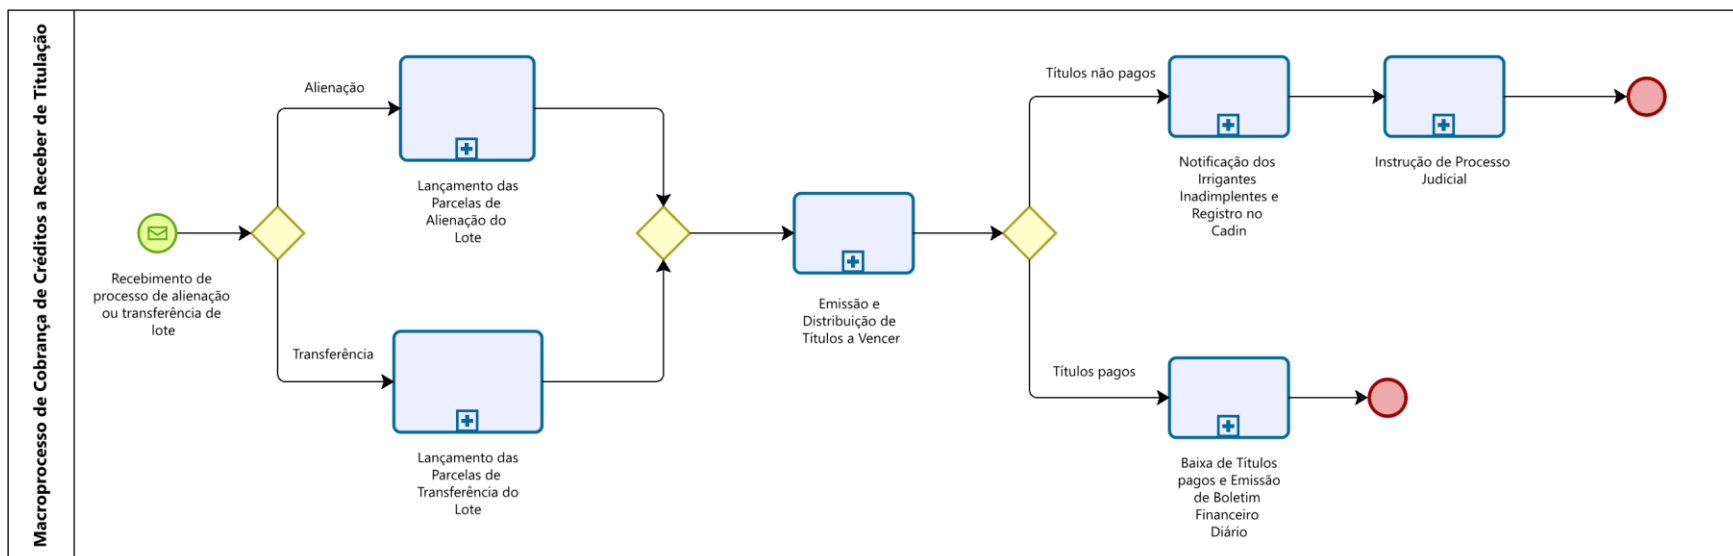 Macroprocesso de Cobrança de Créditos a Receber de Titulação
Recebimento de
processo de alienação
ou transferência de
lote
Alienação
Lançamento das
Parcelas de
Alienação do
Lote
Transferência
Lançamento das
Parcelas de
Transferência do
Lote
Emissão e
Distribuição de
Títulos a Vencer
Títulos não pagos
Notificação dos
Irrigantes
Inadimplentes e
Registro no
Cadin
Instrução de Processo
Judicial
Títulos pagos
Baixa de Títulos
pagos e Emissão
de Boletim
Financeiro
Diário